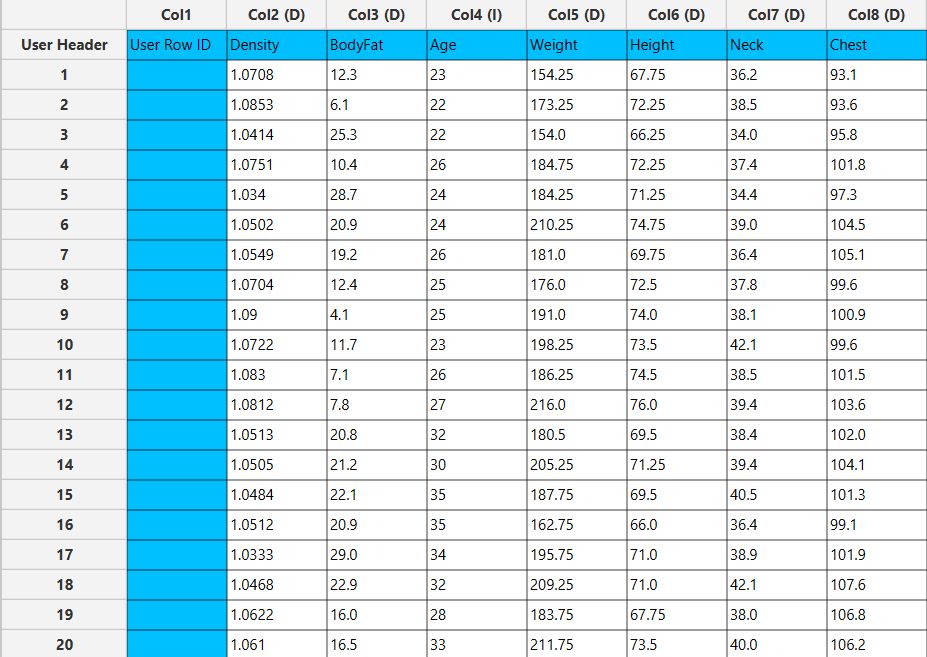 Col1 Col2 (D) Col3 (D) Col4 (I) Col5 (D) Col6 (D) Col7 (D) Col8 (D)
User Header User Row ID Density BodyFat Age Weight Height Neck Chest
1 1.0708 12.3 23 154.25 67.75 36.2 93.1
2 1.0853 6.1 22 173.25 72.25 38.5 93.6
3 1.0414 25.3 22 154.0 66.25 34.0 95.8
4 1.0751 10.4 26 184.75 72.25 37.4 101.8
5 1.034 28.7 24 184.25 71.25 34.4 97.3
6 1.0502 20.9 24 210.25 74.75 39.0 104.5
7 1.0549 19.2 26 181.0 69.75 36.4 105.1
8 1.0704 12.4 25 176.0 72.5 37.8 99.6
9 1.09 4.1 25 191.0 74.0 38.1 100.9
10 1.0722 11.7 23 198.25 73.5 42.1 99.6
11 1.083 7.1 26 186.25 74.5 38.5 101.5
12 1.0812 7.8 27 216.0 76.0 39.4 103.6
13 1.0513 20.8 32 180.5 69.5 38.4 102.0
14 1.0505 21.2 30 205.25 71.25 39.4 104.1
15 1.0484 22.1 35 187.75 69.5 40.5 101.3
16 1.0512 20.9 35 162.75 66.0 36.4 99.1
17 1.0333 29.0 34 195.75 71.0 38.9 101.9
18 1.0468 22.9 32 209.25 71.0 42.1 107.6
19 1.0622 16.0 28 183.75 67.75 38.0 106.8
20 1.061 16.5 33 211.75 73.5 40.0 106.2